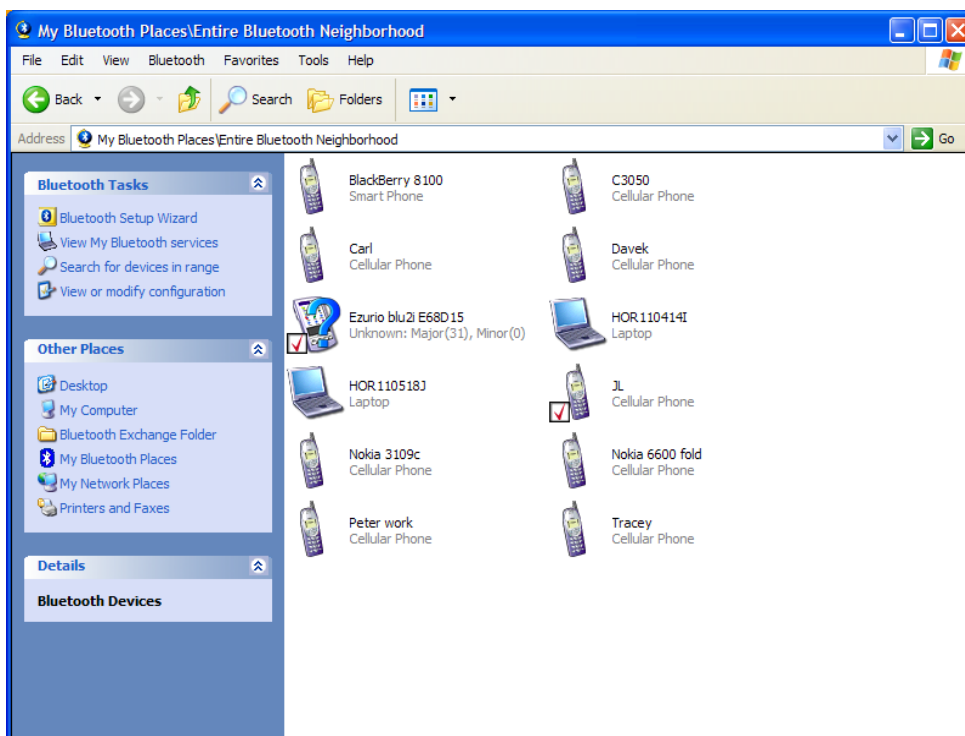 My Bluetooth Places\Entire Bluetooth Neighborhood
File Edit View Bluetooth Favorites Tools Help
Back Search Folders
Address My Bluetooth Places\Entire Bluetooth Neighborhood Go
Bluetooth Tasks
Bluetooth Setup Wizard
View My Bluetooth services
Search for devices in range
View or modify configuration
Other Places
Desktop
My Computer
Bluetooth Exchange Folder
My Bluetooth Places
My Network Places
Printers and Faxes
Details
Bluetooth Devices
BlackBerry 8100
Smart Phone
C3050
Cellular Phone
Carl
Cellular Phone
Davek
Cellular Phone
Ezurio blu2i E68D15
Unknown: Major(31), Minor(0)
HOR110414I
Laptop
HOR110518J
Laptop
JL
Cellular Phone
Nokia 3109c
Cellular Phone
Nokia 6600 fold
Cellular Phone
Peter work
Cellular Phone
Tracey
Cellular Phone